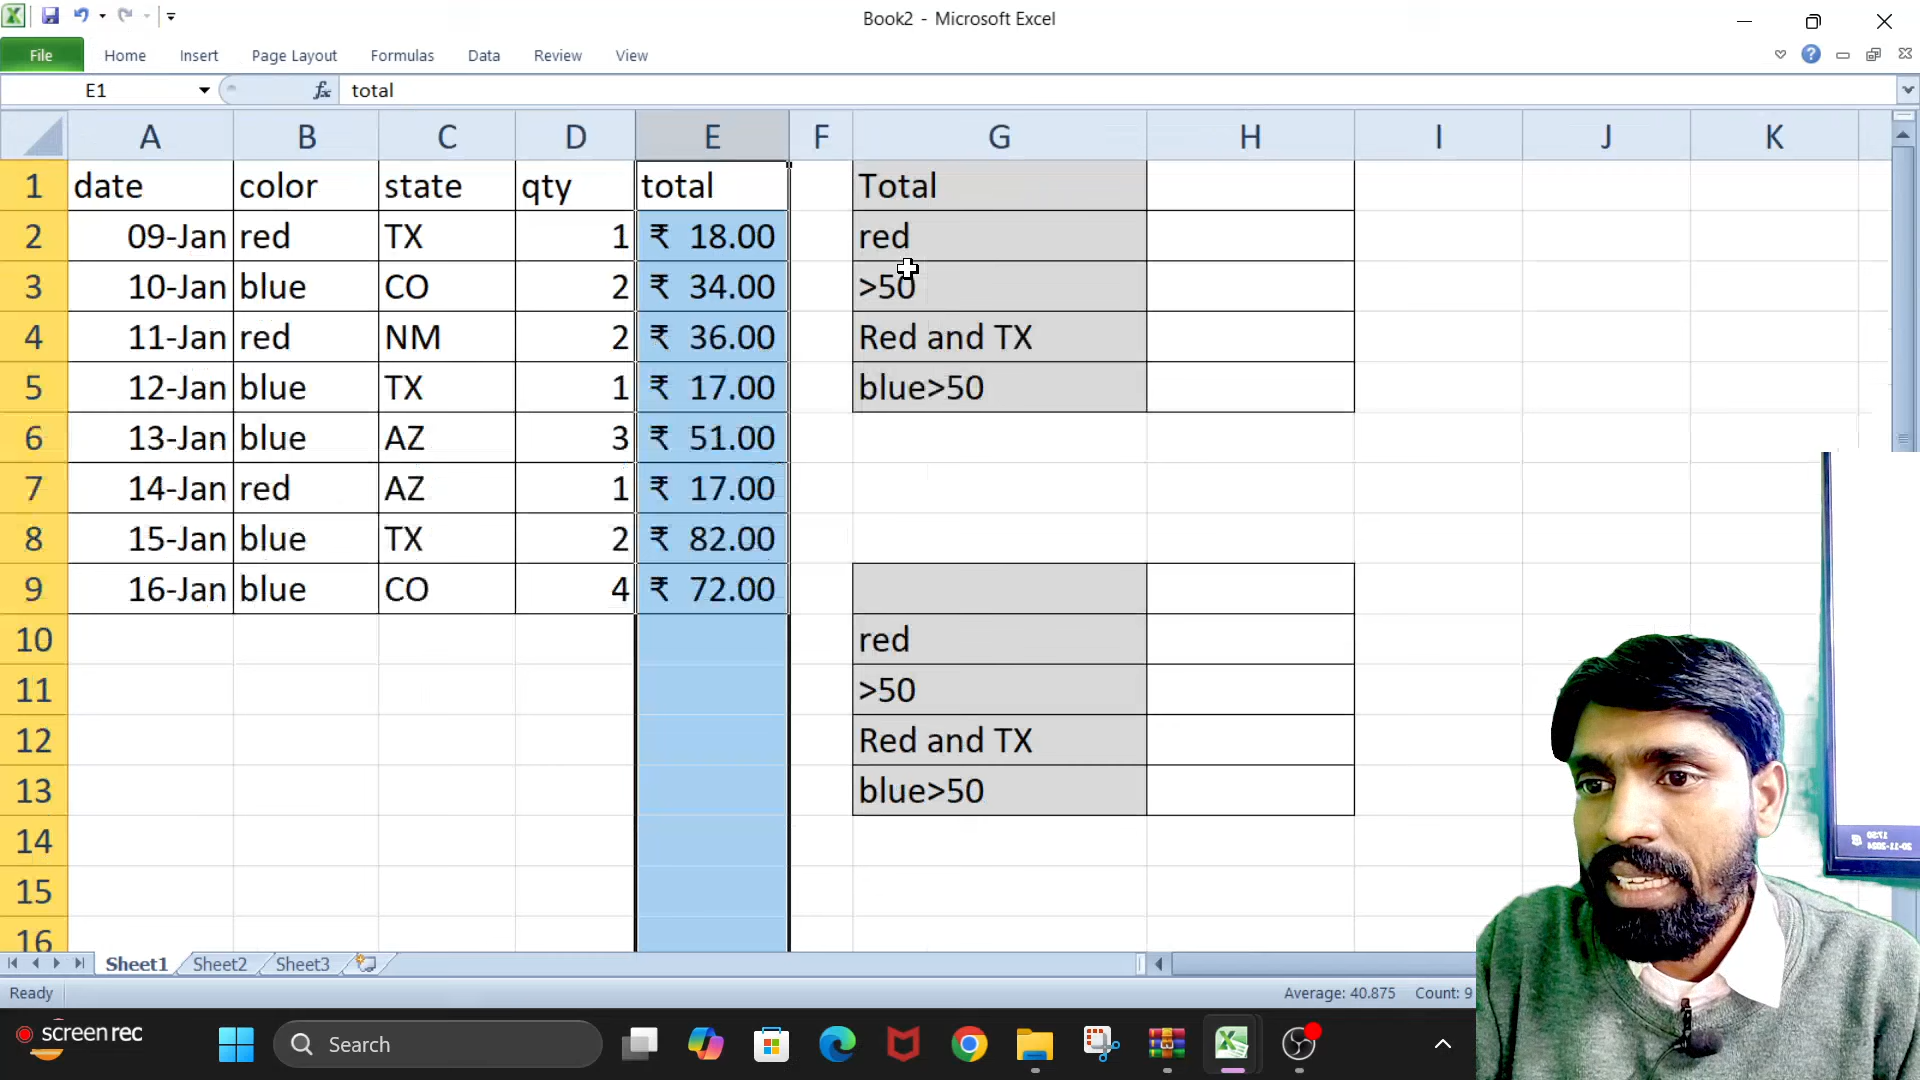 Book2 - Microsoft Excel
File Home Insert Page Layout Formulas Data Review View
E1 fx total
A B C D E F G H I J K
1 date color state qty total Total
2 09-Jan red TX 1 ₹ 18.00 red
3 10-Jan blue CO 2 ₹ 34.00 >50
4 11-Jan red NM 2 ₹ 36.00 Red and TX
5 12-Jan blue TX 1 ₹ 17.00 blue>50
6 13-Jan blue AZ 3 ₹ 51.00
7 14-Jan red AZ 1 ₹ 17.00
8 15-Jan blue TX 2 ₹ 82.00
9 16-Jan blue CO 4 ₹ 72.00
10 red
11 >50
12 Red and TX
13 blue>50
14
15
16
Sheet1 Sheet2 Sheet3
Ready Average: 40.875 Count: 9
screen rec Search